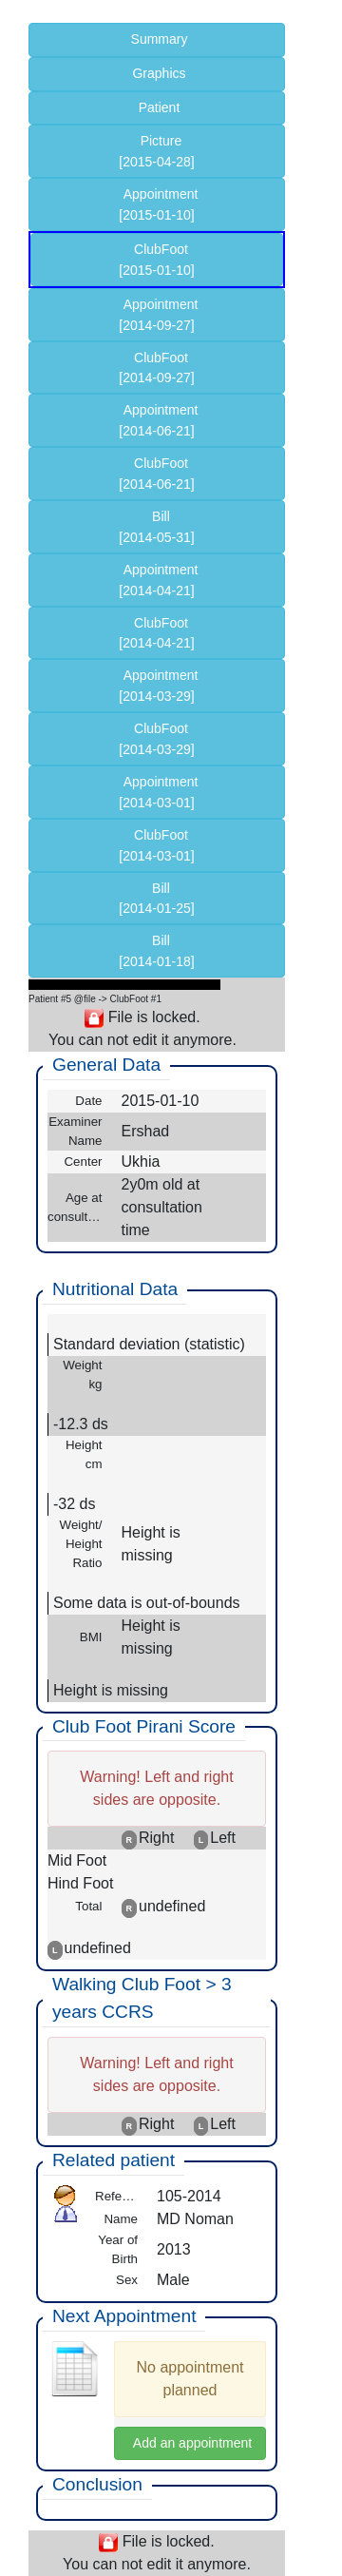 Summary
Graphics
Patient
Picture
[2015-04-28]
Appointment
[2015-01-10]
ClubFoot
[2015-01-10]
Appointment
[2014-09-27]
ClubFoot
[2014-09-27]
Appointment
[2014-06-21]
ClubFoot
[2014-06-21]
Bill
[2014-05-31]
Appointment
[2014-04-21]
ClubFoot
[2014-04-21]
Appointment
[2014-03-29]
ClubFoot
[2014-03-29]
Appointment
[2014-03-01]
ClubFoot
[2014-03-01]
Bill
[2014-01-25]
Bill
[2014-01-18]
Patient #5 @file -> ClubFoot #1
File is locked.
You can not edit it anymore.
General Data
Date 2015-01-10
Examiner
Name
Ershad
Center Ukhia
Age at
consult...
2y0m old at
consultation
time
Nutritional Data
Standard deviation (statistic)
Weight
kg
-12.3 ds
Height
cm
-32 ds
Weight/
Height
Ratio
Height is
missing
Some data is out-of-bounds
BMI
Height is
missing
Height is missing
Club Foot Pirani Score
Warning! Left and right
sides are opposite.
R Right L Left
Mid Foot
Hind Foot
Total R undefined
L undefined
Walking Club Foot > 3
years CCRS
Warning! Left and right
sides are opposite.
R Right L Left
Related patient
Refe... 105-2014
Name MD Noman
Year of
Birth
2013
Sex Male
Next Appointment
No appointment
planned
Add an appointment
Conclusion
File is locked.
You can not edit it anymore.